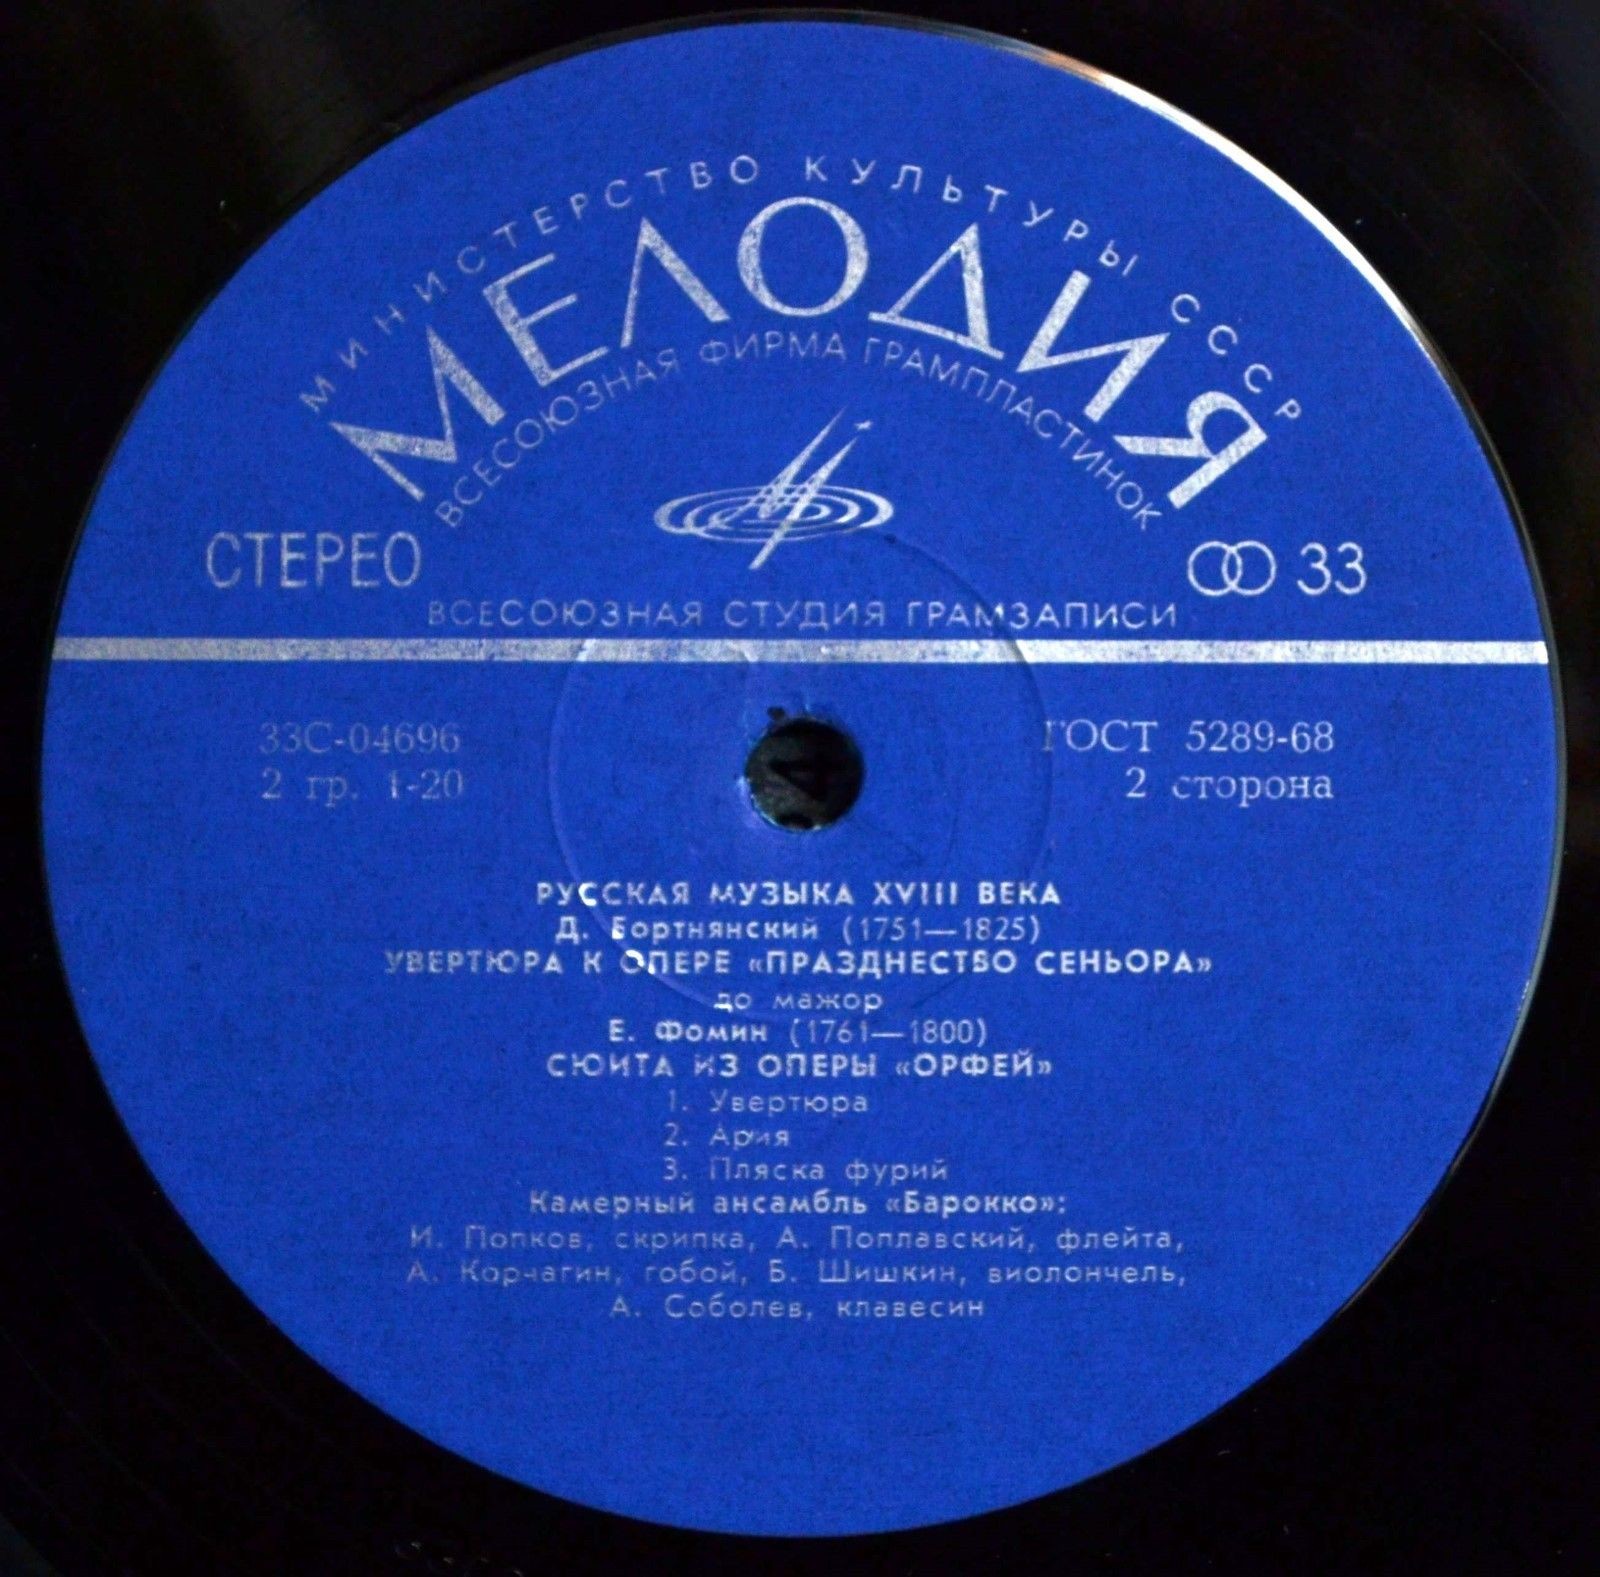 МИНИСТЕРСТВО КУЛЬТУРЫ СССР
МЕЛОДИЯ
ВСЕСОЮЗНАЯ ФИРМА ГРАМПЛАСТИНОК
СТЕРЕО
33
ВСЕСОЮЗНАЯ СТУДИЯ ГРАМЗАПИСИ
33С-04696
ГОСТ 5289-68
2 гр. 1-20
2 сторона
РУССКАЯ МУЗЫКА XVIII ВЕКА
Д. Бортнянский (1751—1825)
УВЕРТЮРА К ОПЕРЕ «ПРАЗДНЕСТВО СЕНЬОРА»
до мажор
Е. Фомин (1761—1800)
СЮИТА ИЗ ОПЕРЫ «ОРФЕЙ»
1. Увертюра
2. Ария
3. Пляска фурий
Камерный ансамбль «Барокко»:
И. Попков, скрипка, А. Поплавский, флейта,
А. Корчагин, гобой, Б. Шишкин, виолончель,
А. Соболев, клавесин